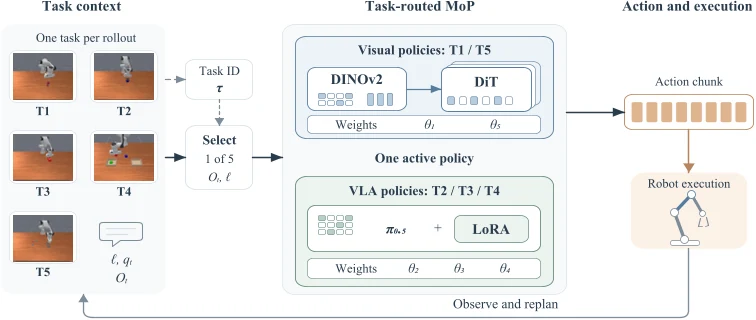 Task context
Task-routed MoP
Action and execution
One task per rollout
T1
T2
T3
T4
T5
ℓ, qₜ
Oₜ
Task ID
τ
Select
1 of 5
Oₜ, ℓ
Visual policies: T1 / T5
DINOv2
DiT
Weights θ₁ θ₅
One active policy
VLA policies: T2 / T3 / T4
π₀.₅ + LoRA
Weights θ₂ θ₃ θ₄
Action chunk
Robot execution
Observe and replan